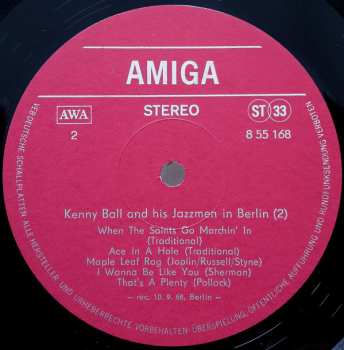 AMIGA
AWA
STEREO
ST 33
2
8 55 168
Kenny Ball and his Jazzmen in Berlin (2)
When The Saints Go Marchin' In
(Traditional)
Ace In A Hole (Traditional)
Maple Leaf Rag (Joplin/Russell/Styne)
I Wanna Be Like You (Sherman)
That's A Plenty (Pollock)
– rec. 10. 9. 68, Berlin –
VEB DEUTSCHE SCHALLPLATTEN ALLE HERSTELLER- UND URHEBERRECHTE VORBEHALTEN ÜBERSPIELUNG, ÖFFENTLICHE AUFFÜHRUNG UND RUNDFUNKSENDUNG VERBOTEN